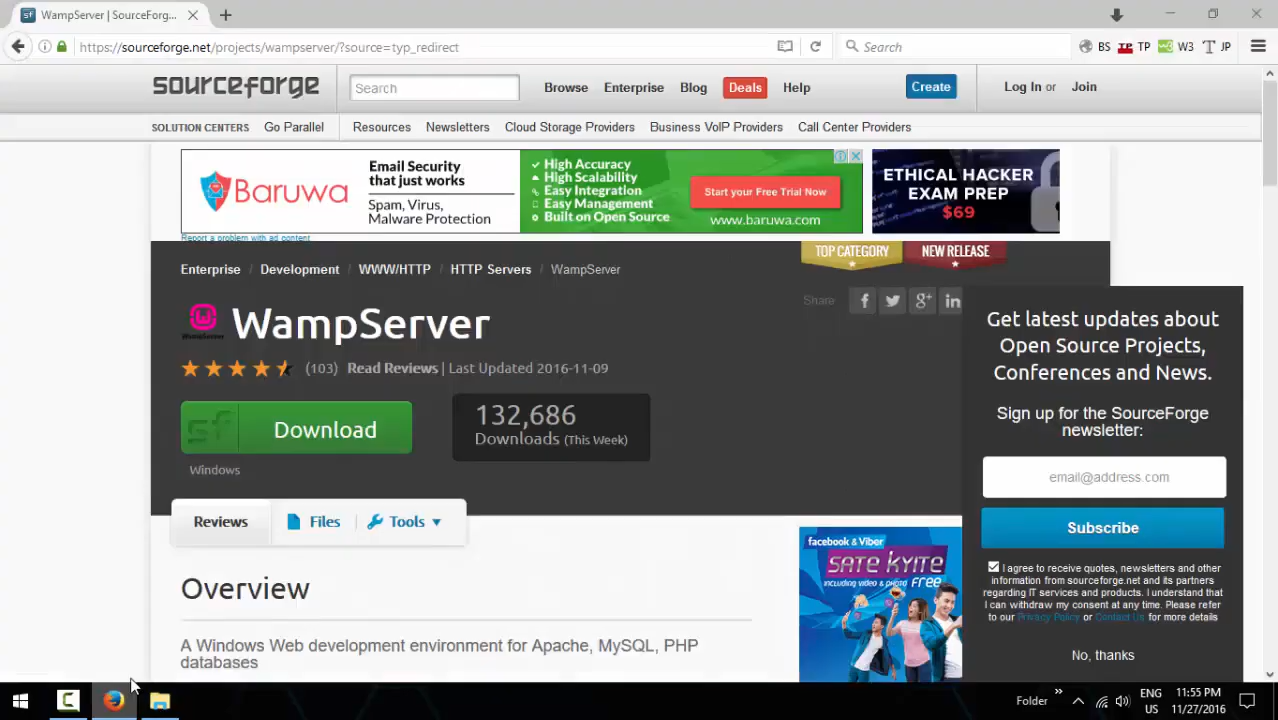 WampServer | SourceForg...
https://sourceforge.net/projects/wampserver/?source=typ_redirect
Search
BS
TP
W3
JP
sourceforge
Search
Browse
Enterprise
Blog
Deals
Help
Create
Log In or Join
SOLUTION CENTERS
Go Parallel
Resources
Newsletters
Cloud Storage Providers
Business VoIP Providers
Call Center Providers
Baruwa
Email Security
that just works
Spam, Virus,
Malware Protection
High Accuracy
High Scalability
Easy Integration
Easy Management
Built on Open Source
Start your Free Trial Now
www.baruwa.com
ETHICAL HACKER
EXAM PREP
$69
Report a problem with ad content
TOP CATEGORY
NEW RELEASE
Enterprise / Development / WWW/HTTP / HTTP Servers / WampServer
Share:
WampServer
WampServer
(103) Read Reviews | Last Updated 2016-11-09
sf Download
132,686
Downloads (This Week)
Windows
Reviews
Files
Tools
Overview
A Windows Web development environment for Apache, MySQL, PHP
databases
facebook & Viber
SATE KYITE
including video & photo FREE
Get latest updates about
Open Source Projects,
Conferences and News.
Sign up for the SourceForge
newsletter:
email@address.com
Subscribe
I agree to receive quotes, newsletters and other
information from sourceforge.net and its partners
regarding IT services and products. I understand that
I can withdraw my consent at any time. Please refer
to our Privacy Policy or Contact Us for more details
No, thanks
Folder
ENG
US
11:55 PM
11/27/2016